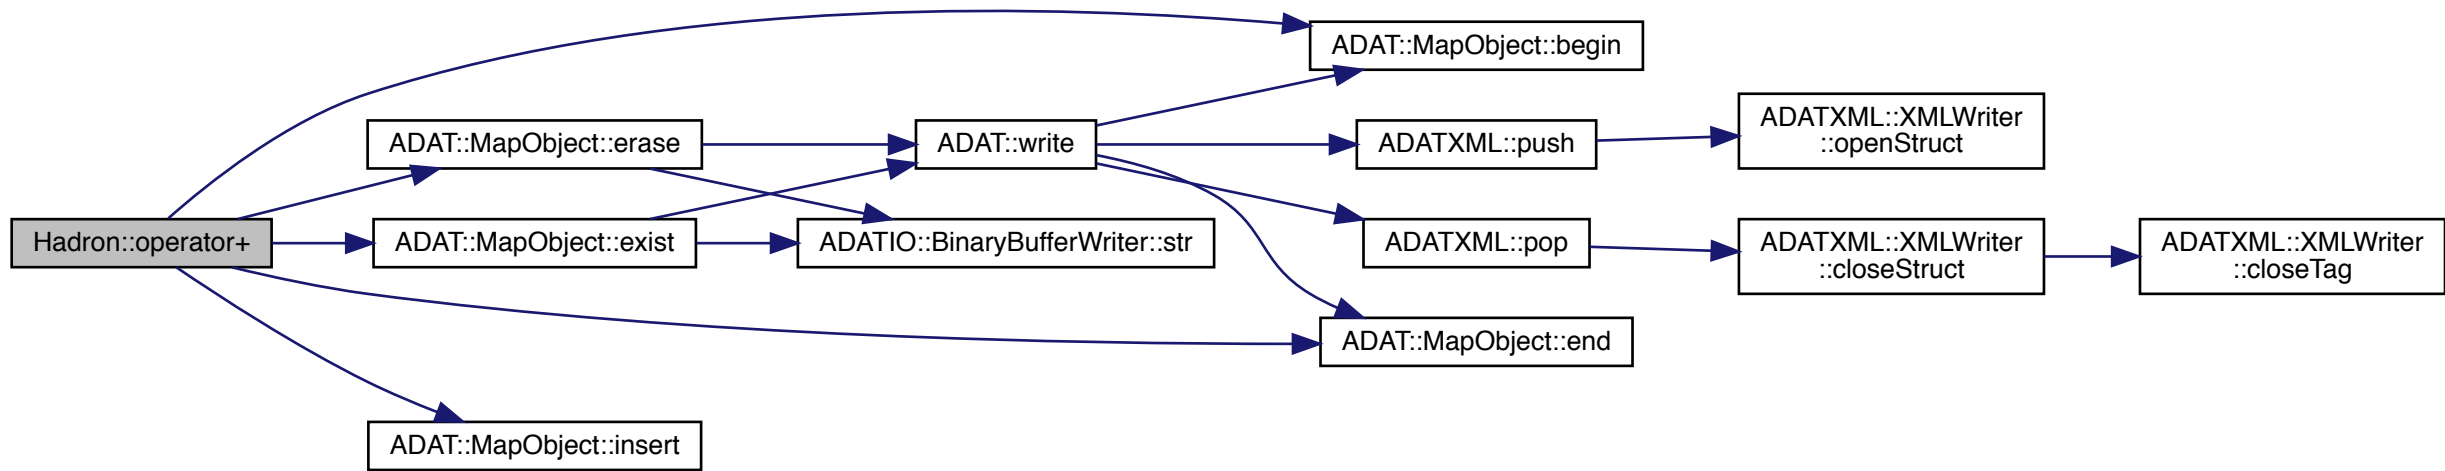 Hadron::operator+
ADAT::MapObject::begin
ADAT::MapObject::erase
ADAT::write
ADATXML::push
ADATXML::XMLWriter
::openStruct
ADAT::MapObject::exist
ADATIO::BinaryBufferWriter::str
ADATXML::pop
ADATXML::XMLWriter
::closeStruct
ADATXML::XMLWriter
::closeTag
ADAT::MapObject::end
ADAT::MapObject::insert